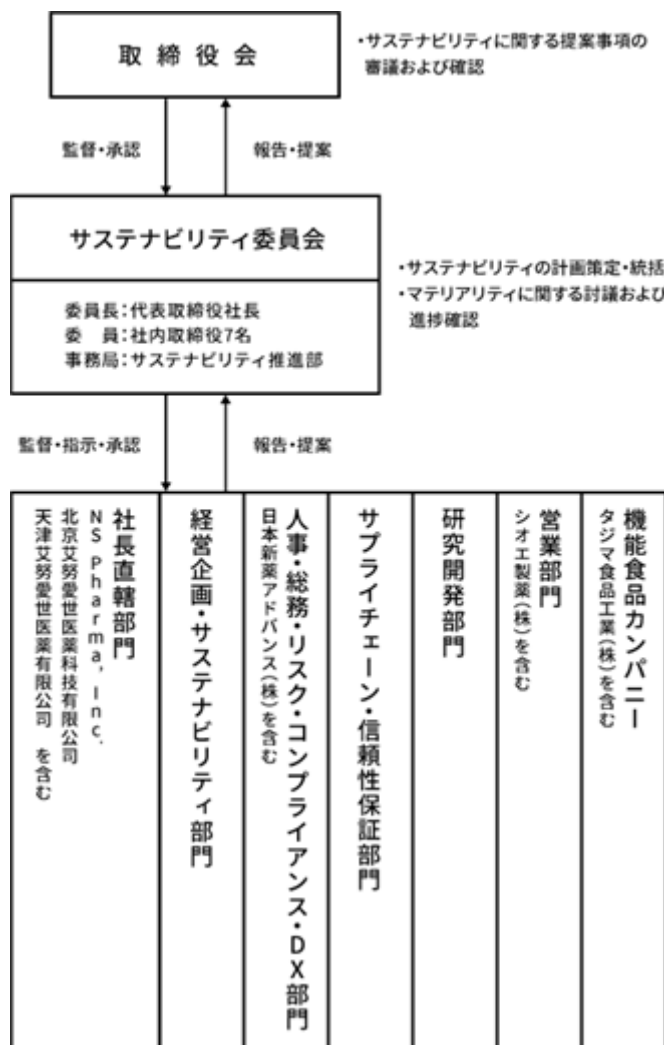 取締役会
・サステナビリティに関する提案事項の
審議および確認
監督・承認
報告・提案
サステナビリティ委員会
委員長：代表取締役社長
委　員：社内取締役7名
事務局：サステナビリティ推進部
・サステナビリティの計画策定・統括
・マテリアリティに関する討議および
進捗確認
監督・指示・承認
報告・提案
社長直轄部門
NS Pharma, Inc.
北京艾努愛世医薬科技有限公司
天津艾努愛世医薬有限公司 を含む
経営企画・サステナビリティ部門
人事・総務・リスク・コンプライアンス・DX部門
日本新薬アドバンス(株)を含む
サプライチェーン・信頼性保証部門
研究開発部門
営業部門
シオエ製薬(株)を含む
機能食品カンパニー
タジマ食品工業(株)を含む